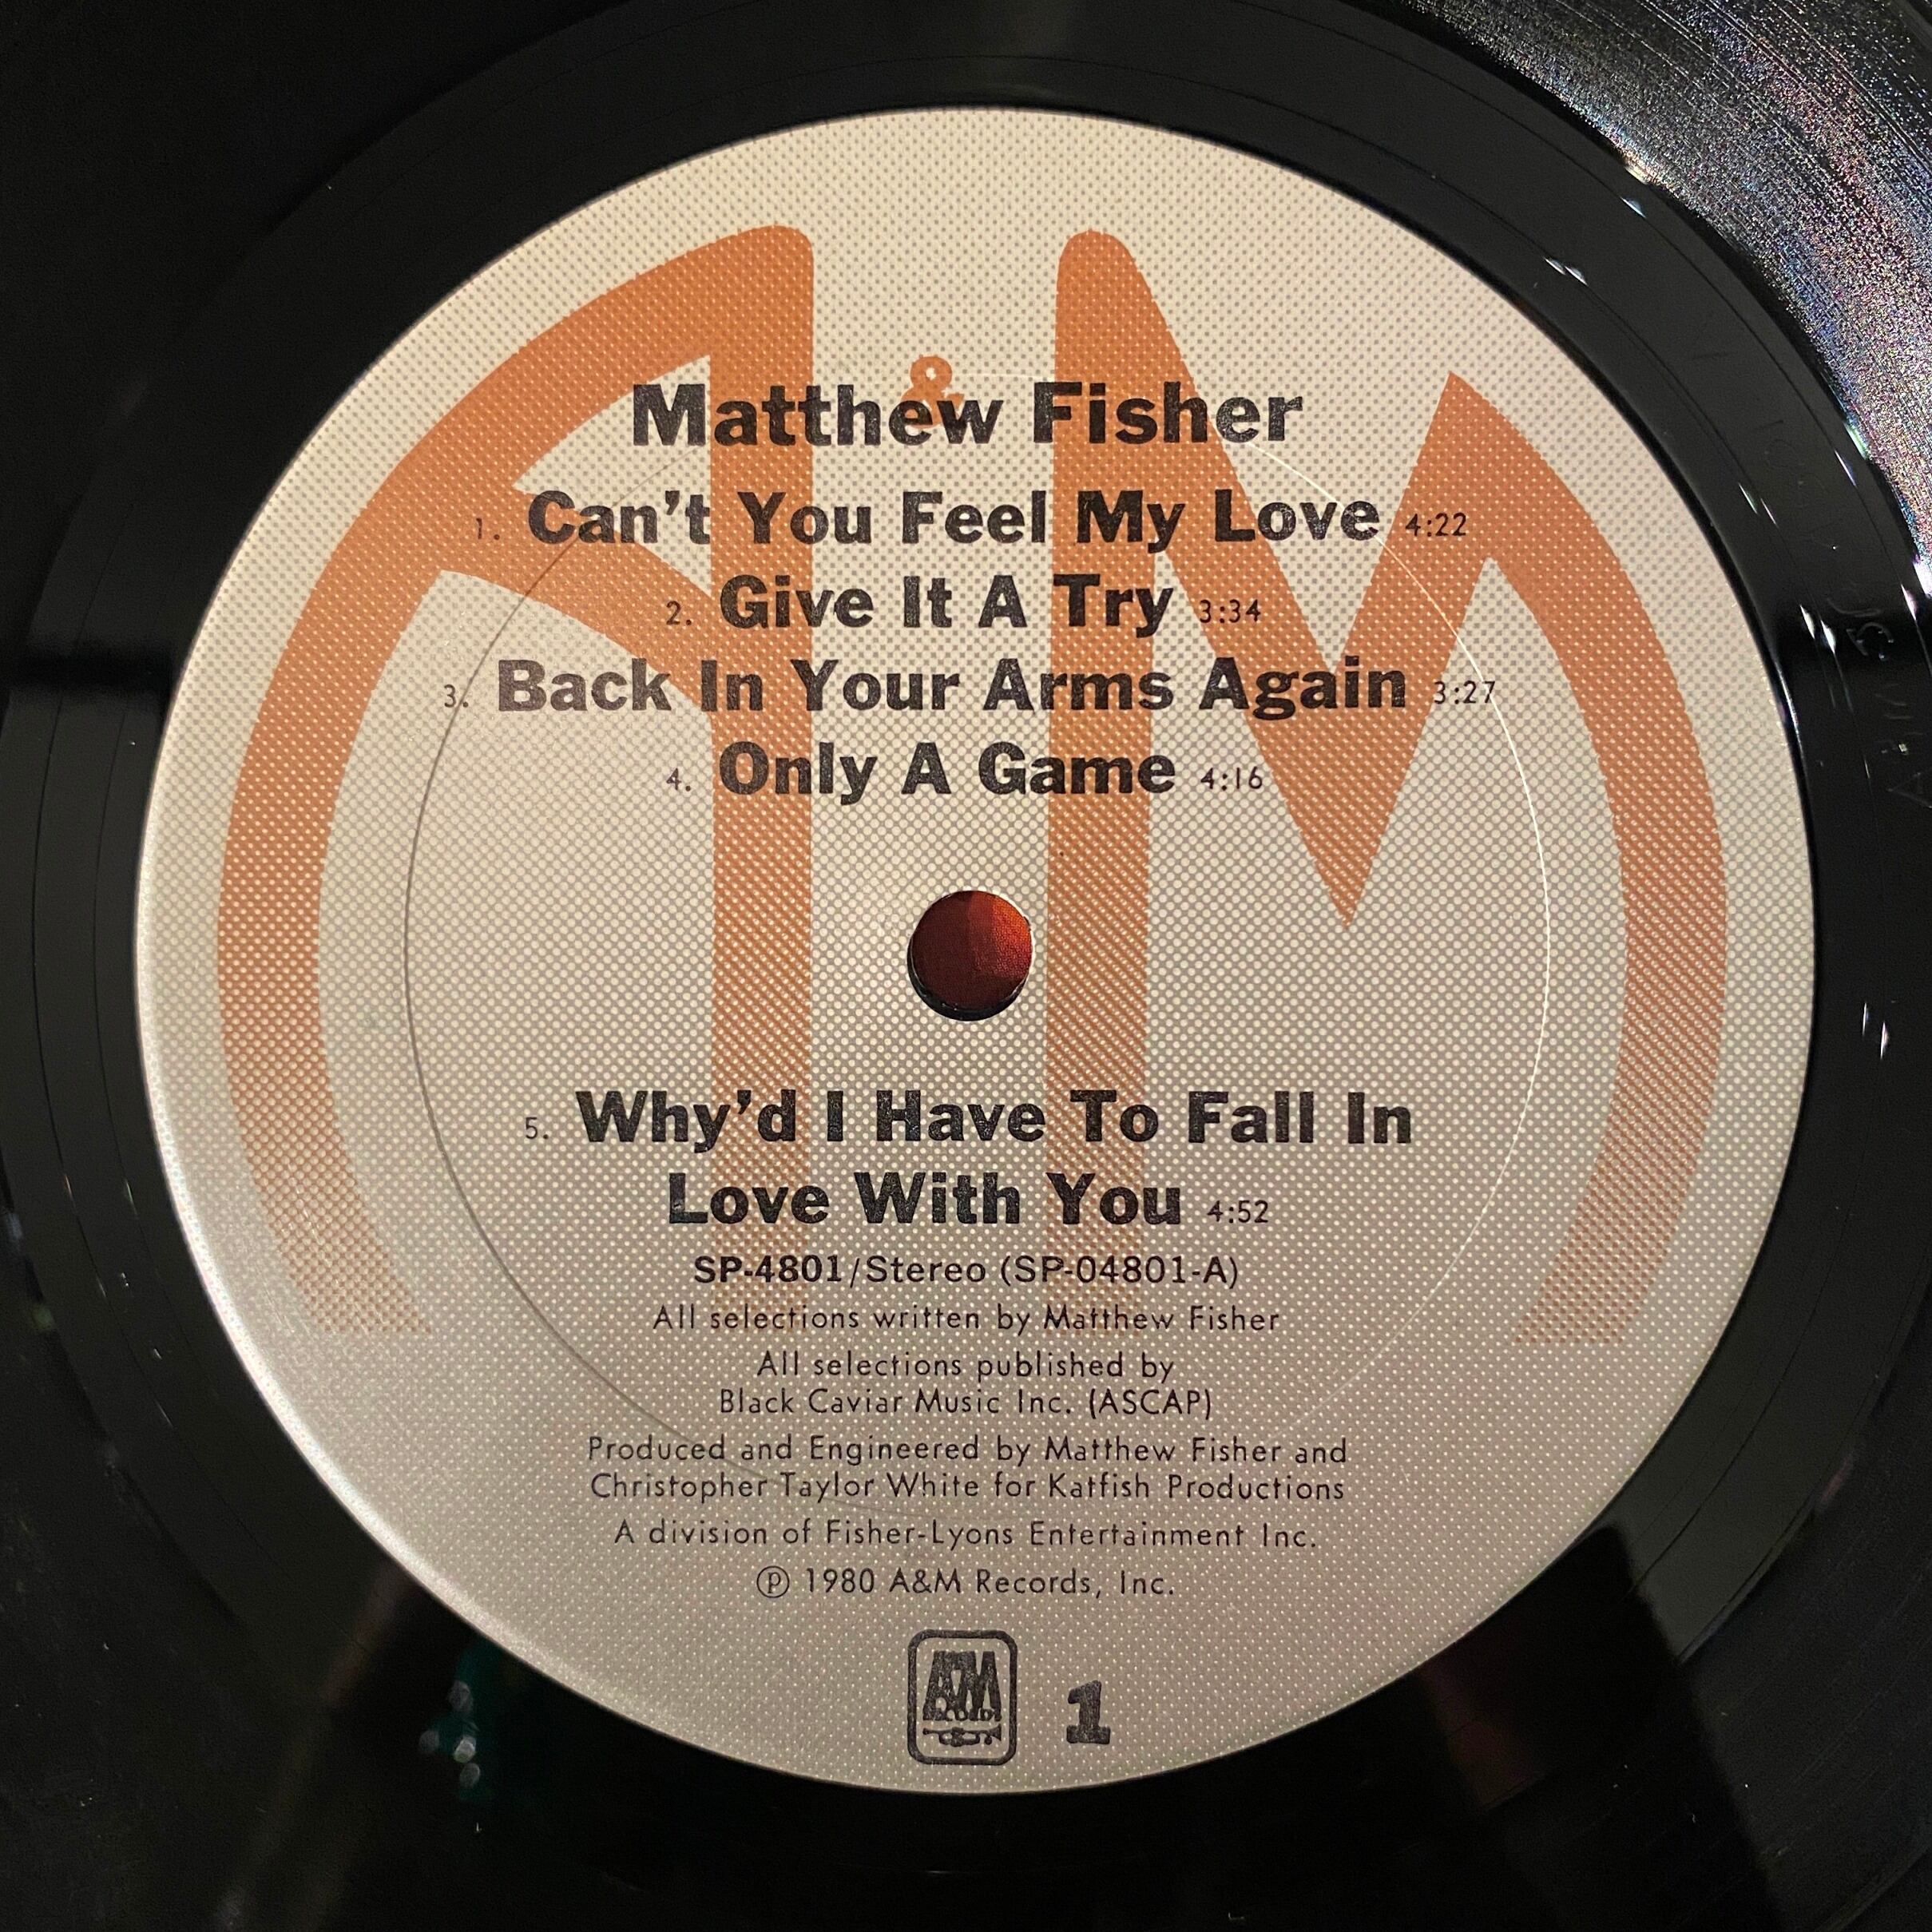 A & M
Matthew Fisher
1. Can't You Feel My Love 4:22
2. Give It A Try 3:34
3. Back In Your Arms Again 3:27
4. Only A Game 4:16
5. Why'd I Have To Fall In
Love With You 4:52
SP-4801/Stereo (SP-04801-A)
All selections written by Matthew Fisher
All selections published by
Black Caviar Music Inc. (ASCAP)
Produced and Engineered by Matthew Fisher and
Christopher Taylor White for Katfish Productions
A division of Fisher-Lyons Entertainment Inc.
℗ 1980 A&M Records, Inc.
A&M
RECORDS
1